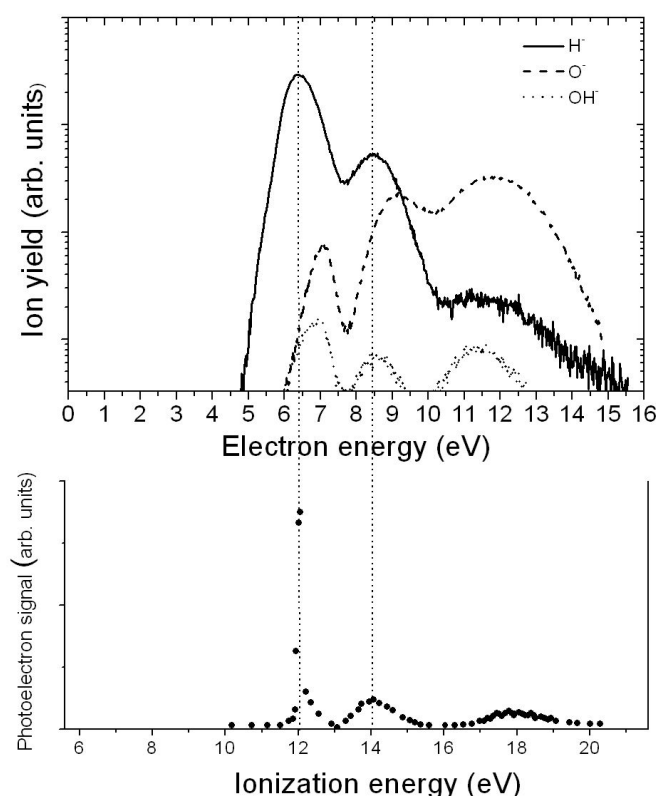 H-
O-
OH-
Ion yield (arb. units)
0 1 2 3 4 5 6 7 8 9 10 11 12 13 14 15 16
Electron energy (eV)
Photoelectron signal (arb. units)
6 8 10 12 14 16 18 20
Ionization energy (eV)